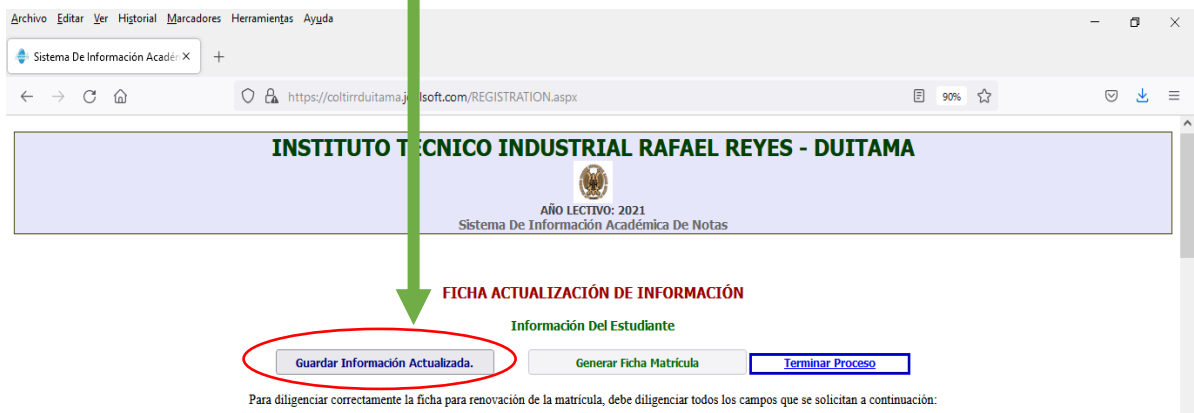 Archivo Editar Ver Historial Marcadores Herramientas Ayuda
Sistema De Información Académ
https://coltirrduitama.j lsoft.com/REGISTRATION.aspx 90%
INSTITUTO TÉCNICO INDUSTRIAL RAFAEL REYES - DUITAMA
AÑO LECTIVO: 2021
Sistema De Información Académica De Notas
FICHA ACTUALIZACIÓN DE INFORMACIÓN
Información Del Estudiante
Guardar Información Actualizada. Generar Ficha Matrícula Terminar Proceso
Para diligenciar correctamente la ficha para renovación de la matrícula, debe diligenciar todos los campos que se solicitan a continuación: